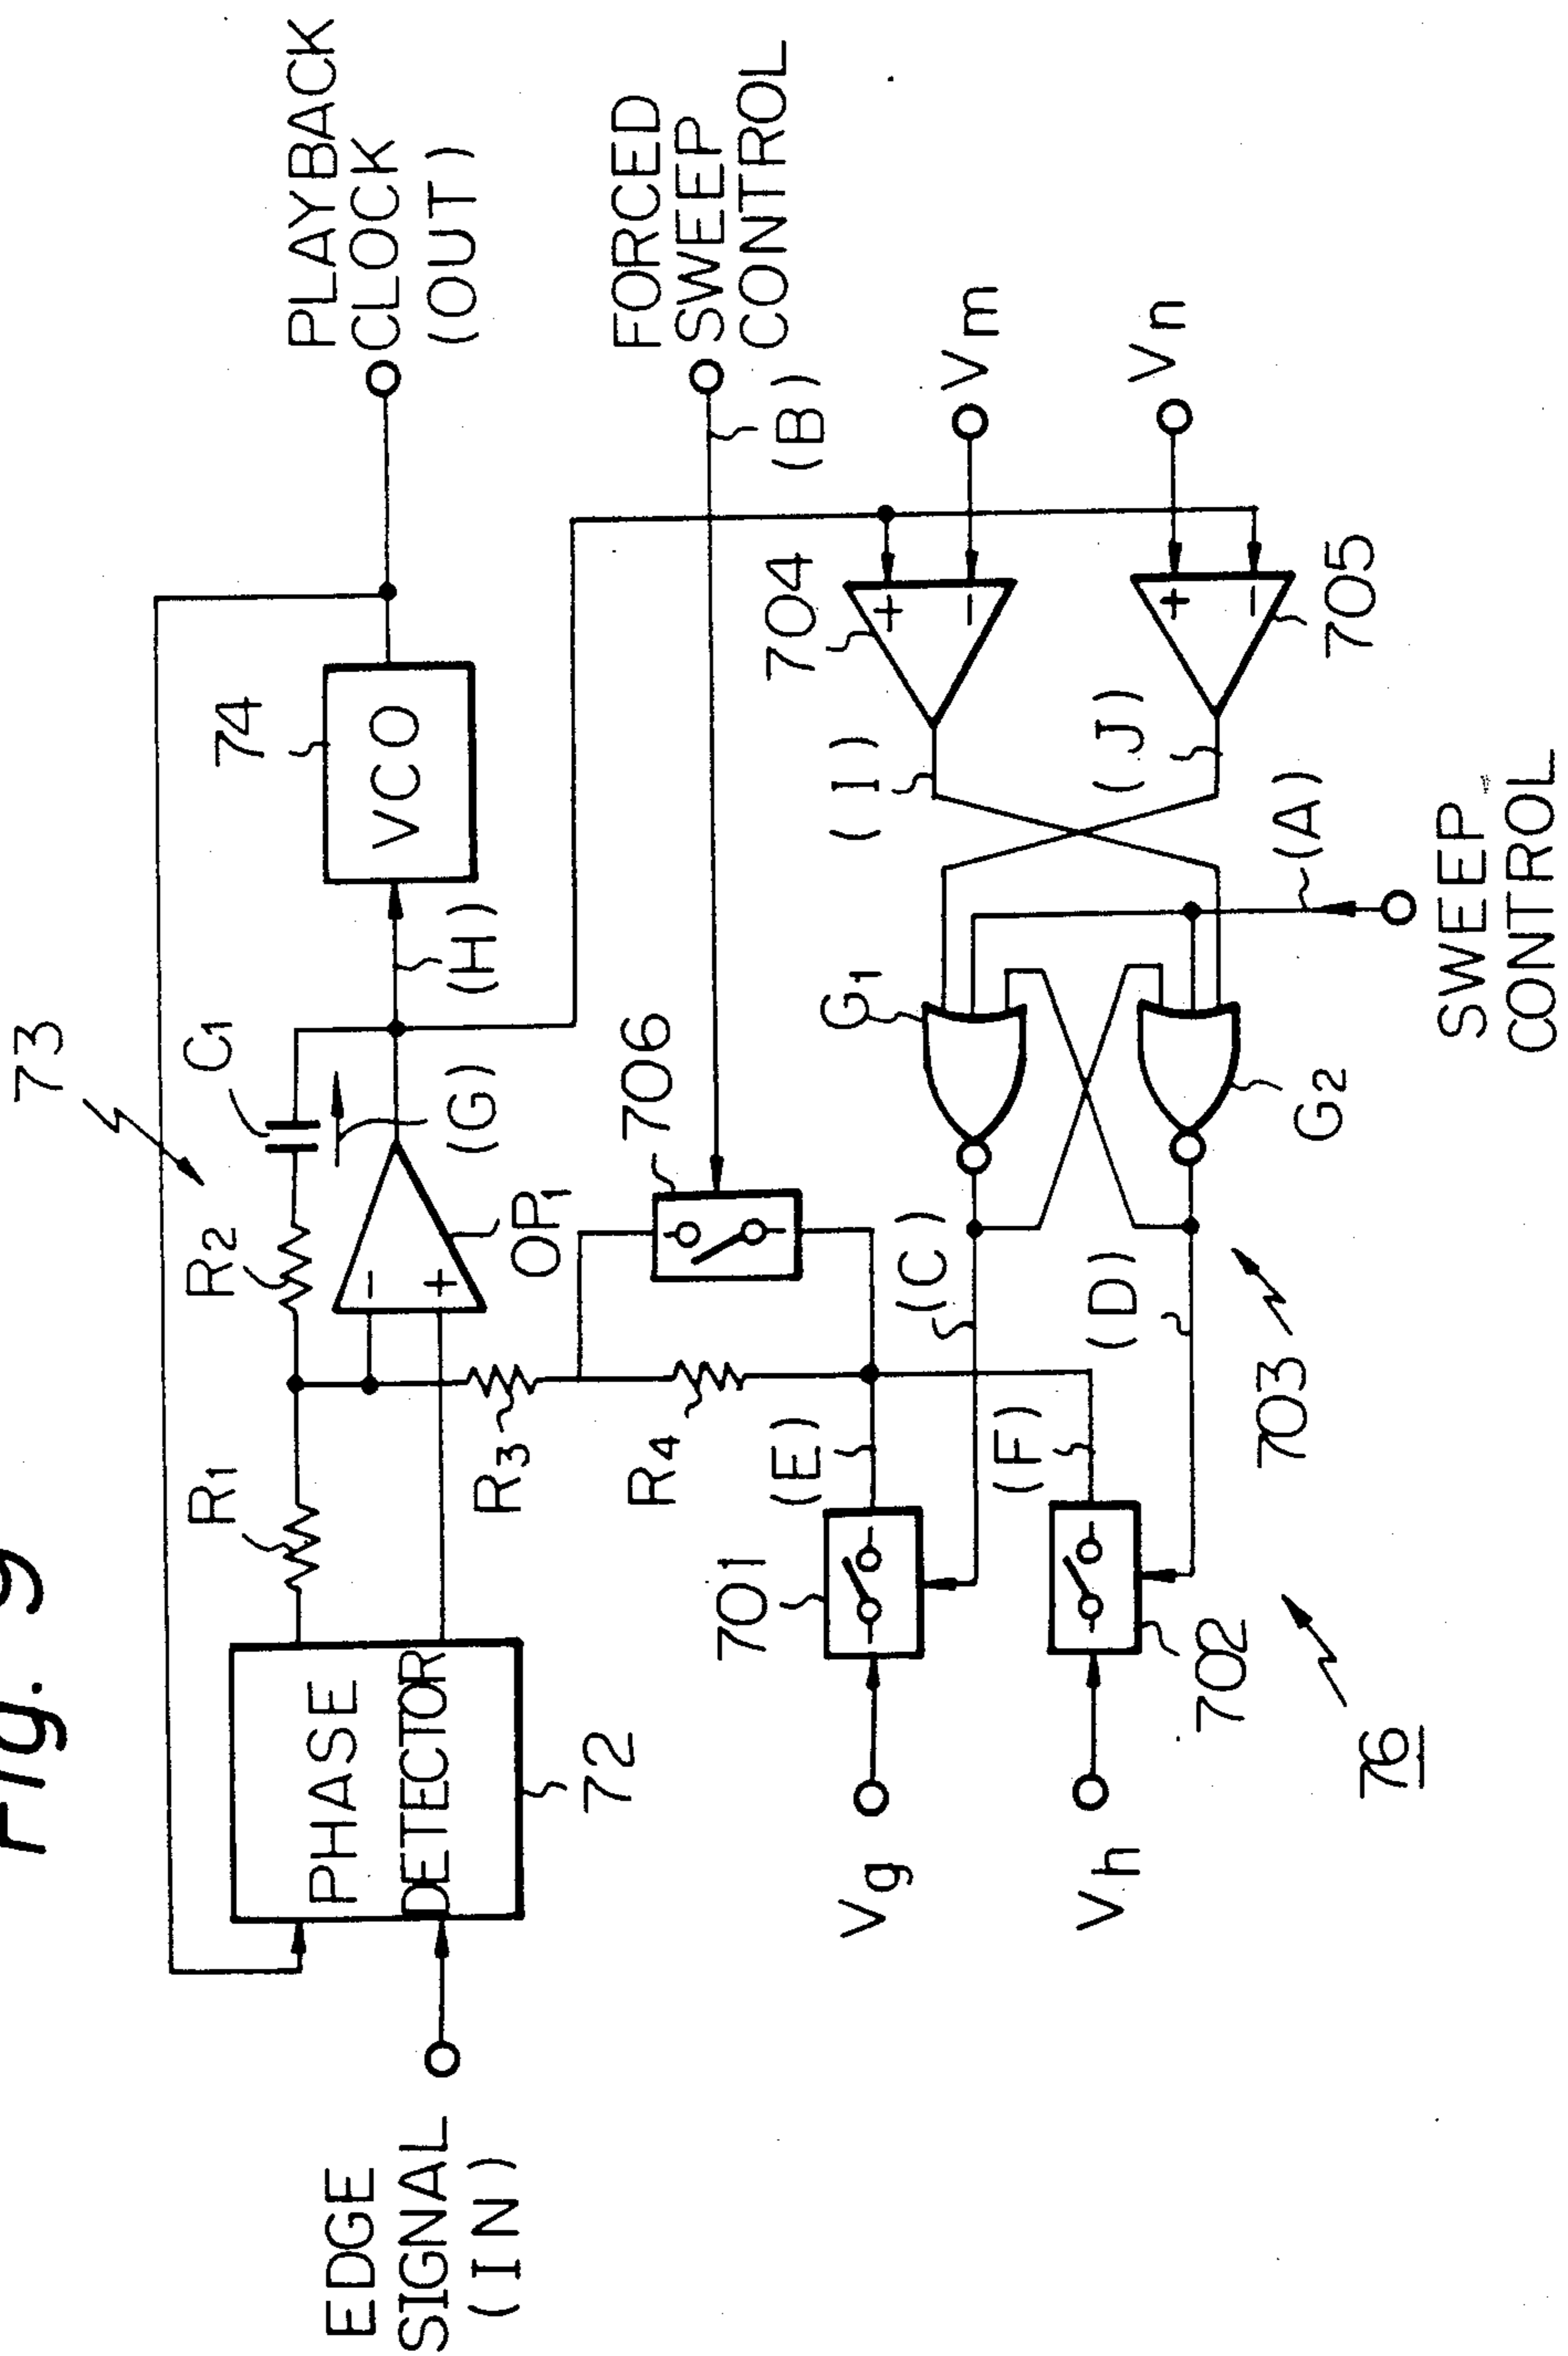 Fig. 9
73
74
PLAYBACK
CLOCK
(OUT)
R1
R2
C1
VCO
(G)
(H)
PHASE
DETECTOR
72
EDGE
SIGNAL
(IN)
−
+
OP1
R3
R4
706
FORCED
SWEEP
CONTROL
(B)
Vg
701
(E)
(C)
G1
(I)
704
+
−
Vm
Vh
702
(F)
(D)
G2
(J)
705
+
−
Vn
703
76
(A)
SWEEP
CONTROL